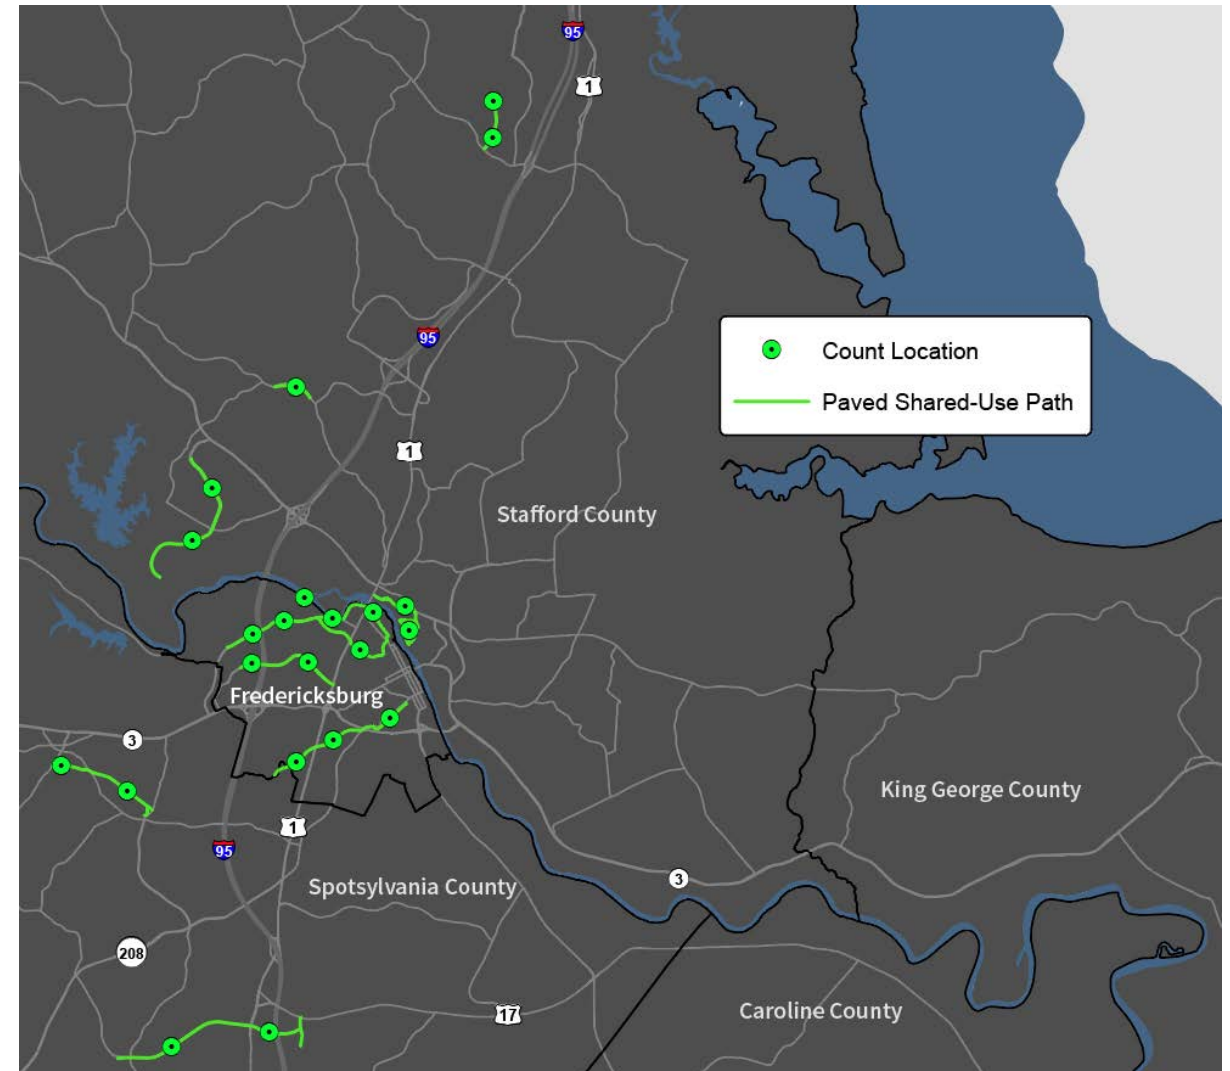 95
1
95
Count Location
Paved Shared-Use Path
1
Stafford County
Fredericksburg
3
King George County
1
95
3
Spotsylvania County
208
17
Caroline County